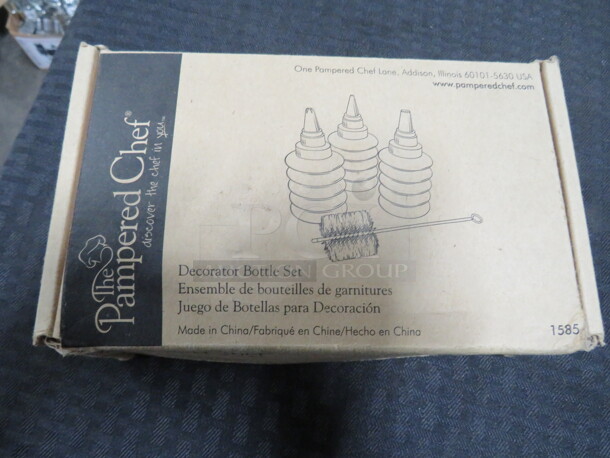 One Pampered Chef Lane, Addison, Illinois 60101-5630 USA
www.pamperedchef.com
The
Pampered Chef®
discover the chef in you™
Decorator Bottle Set
Ensemble de bouteilles de garnitures
Juego de Botellas para Decoración
Made in China/Fabriqué en Chine/Hecho en China
1585
GROUP